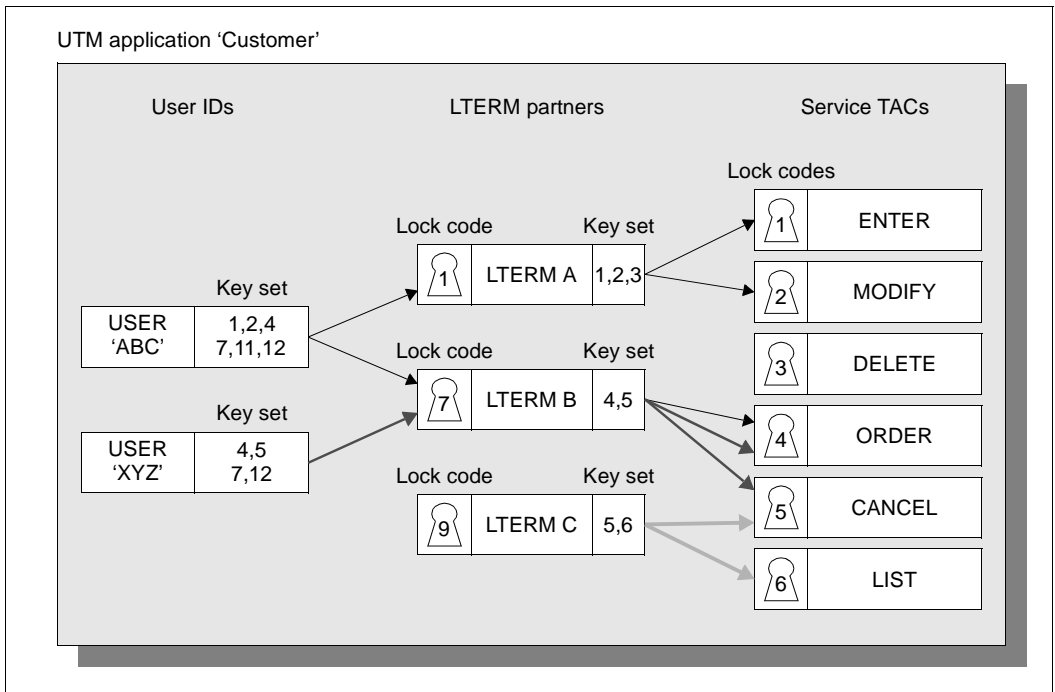 UTM application ‘Customer’
User IDs
LTERM partners
Service TACs
Lock codes
1 ENTER
2 MODIFY
3 DELETE
4 ORDER
5 CANCEL
6 LIST
Lock code Key set
1 LTERM A 1,2,3
Lock code Key set
7 LTERM B 4,5
Lock code Key set
9 LTERM C 5,6
Key set
USER 1,2,4
‘ABC’ 7,11,12
Key set
USER 4,5
‘XYZ’ 7,12